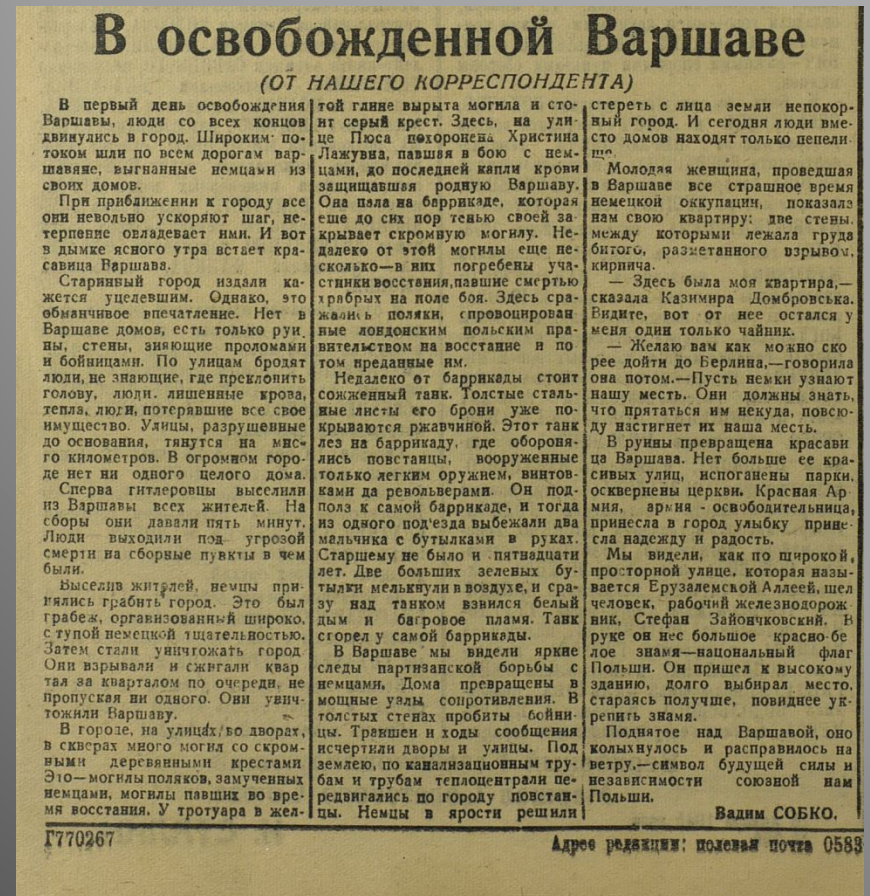 В освобожденной Варшаве
(ОТ НАШЕГО КОРРЕСПОНДЕНТА)
В первый день освобождения
Варшавы, люди со всех концов
двинулись в город. Широким по-
током шли по всем дорогам вар-
шавяне, выгнанные немцами из
своих домов.
При приближении к городу все
они невольно ускоряют шаг, не-
терпение овладевает ими. И вот
в дымке ясного утра встает кра-
савица Варшава.
Старинный город издали ка-
жется уцелевшим. Однако, это
обманчивое впечатление. Нет в
Варшаве домов, есть только руи.
ны, стены, зияющие проломами
и бойницами. По улицам бродят
люди, не знающие, где преклонить
голову, люди, лишенные крова,
тепла, люди, потерявшие все свое
имущество. Улицы, разрушенные
до основания, тянутся на мно-
го километров. В огромном горо-
де нет ни одного целого дома.
Сперва гитлеровцы выселили
из Варшавы всех жителей. На
сборы они давали пять минут.
Люди выходили под угрозой
смерти на сборные пункты в чем
были.
Выселив жителей, немцы при-
нялись грабить город. Это был
грабеж, организованный широко,
с тупой немецкой тщательностью.
Затем стали уничтожать город
Они взрывали и сжигали квар
тал за кварталом по очереди, не
пропуская ни одного. Они унич-
тожили Варшаву.
В городе, на улицах, во дворах,
в скверах много могил со скром-
ными деревянными крестами
Это—могилы поляков, замученных
немцами, могилы павших во вре-
мя восстания. У тротуара в жел-
той глине вырыта могила и сто-
ит серый крест. Здесь, на ули-
це Пюса похоронена Христина
Лажувна, павшая в бою с нем-
цами, до последней капли крови
защищавшая родную Варшаву.
Она пала на баррикаде, которая
еще до сих пор тенью своей за
крывает скромную могилу. Не-
далеко от этой могилы еще не-
сколько—в них погребены уча-
стники восстания, павшие смертью
храбрых на поле боя. Здесь сра-
жались поляки, спровоцирован
ные лондонским польским пра-
вительством на восстание и по
том преданные им.
Недалеко от баррикады стоит
сожженный танк. Толстые сталь-
ные листы его брони уже по-
крываются ржавчиной. Этот танк
лез на баррикаду, где обороня-
лись повстанцы, вооруженные
только легким оружием, винтов-
ками да револьверами. Он под-
полз к самой баррикаде, и тогда
из одного под'езда выбежали два
мальчика с бутылками в руках.
Старшему не было и пятнадцати
лет. Две больших зеленых бу-
тылки мелькнули в воздухе, и сра-
зу над танком взвился белый
дым и багровое пламя. Танк
сгорел у самой баррикады.
В Варшаве мы видели яркие
следы партизанской борьбы с
немцами. Дома превращены в
мощные узлы сопротивления. В
толстых стенах пробиты бойни-
цы. Траншеи и ходы сообщения
исчертили дворы и улицы. Под
землею, по канализационным тру-
бам и трубам теплоцентрали пе-
редвигались по городу повстан-
цы. Немцы в ярости решили
стереть с лица земли непокор-
ный город. И сегодня люди вме-
сто домов находят только пепели-
ще.
Молодая женщина, проведшая
в Варшаве все страшное время
немецкой оккупации, показала
нам свою квартиру: две стены,
между которыми лежала груда
битого, разметанного взрывом,
кирпича.
— Здесь была моя квартира,—
сказала Казимира Домбровська.
Видите, вот от нее остался у
меня один только чайник.
— Желаю вам как можно ско
рее дойти до Берлина,—говорила
она потом.—Пусть немки узнают
нашу месть. Они должны знать,
что прятаться им некуда, повсю-
ду настигнет их наша месть.
В руины превращена красави
ца Варшава. Нет больше ее кра-
сивых улиц, испоганены парки,
осквернены церкви. Красная Ар
мия, армия - освободительница,
принесла в город улыбку прине-
сла надежду и радость.
Мы видели, как по широкой,
просторной улице, которая назы-
вается Ерузалемской Аллеей, шел
человек, рабочий железнодорож
ник, Стефан Зайончковский. В
руке он нес большое красно-бе
лое знамя—национый флаг
Польши. Он пришел к высокому
зданию, долго выбирал место,
стараясь получше, повиднее ук-
репить знамя.
Поднятое над Варшавой, оно
колыхнулось и расправилось на
ветру,—символ будущей силы и
независимости союзной нам
Польши.
Вадим СОБКО.
Г770267
Адрес редакции: полевая почта 0583